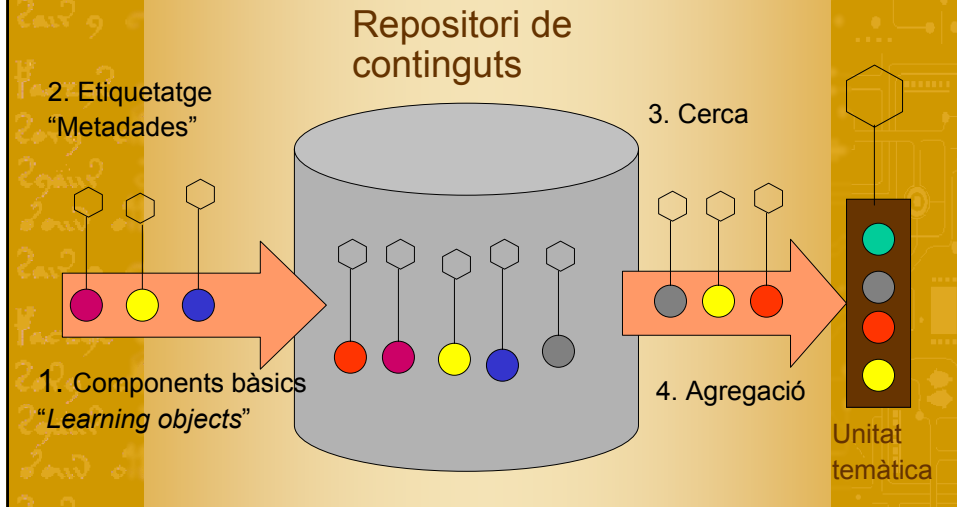 Repositori de
continguts
2. Etiquetatge
“Metadades”
3. Cerca
1. Components bàsics
“Learning objects”
4. Agregació
Unitat
temàtica